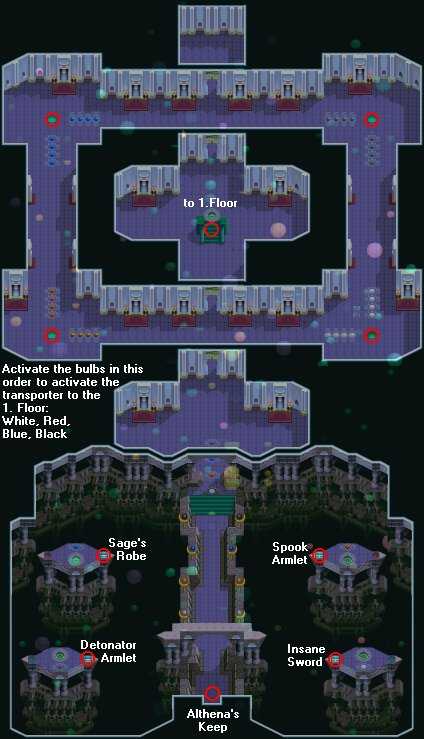 to 1.Floor
Activate the bulbs in this
order to activate the
transporter to the
1. Floor:
White, Red,
Blue, Black
Sage's
Robe
Spook
Armlet
Detonator
Armlet
Insane
Sword
Althena's
Keep